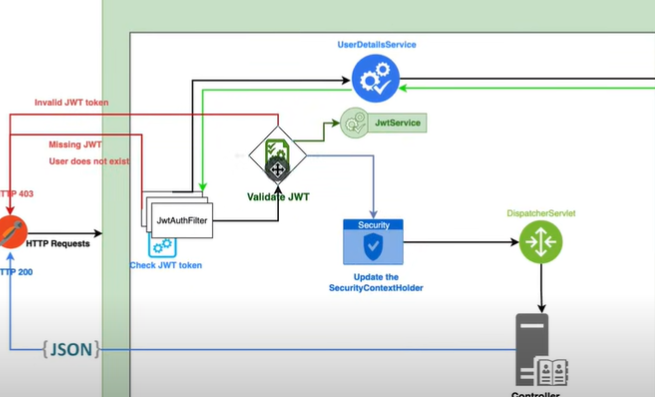 UserDetailsService
Invalid JWT token
JwtService
Missing JWT
User does not exist
TTP 403
Validate JWT
JwtAuthFilter
DispatcherServlet
Security
HTTP Requests
Check JWT token
TTP 200
Update the
SecurityContextHolder
{JSON}
Controller